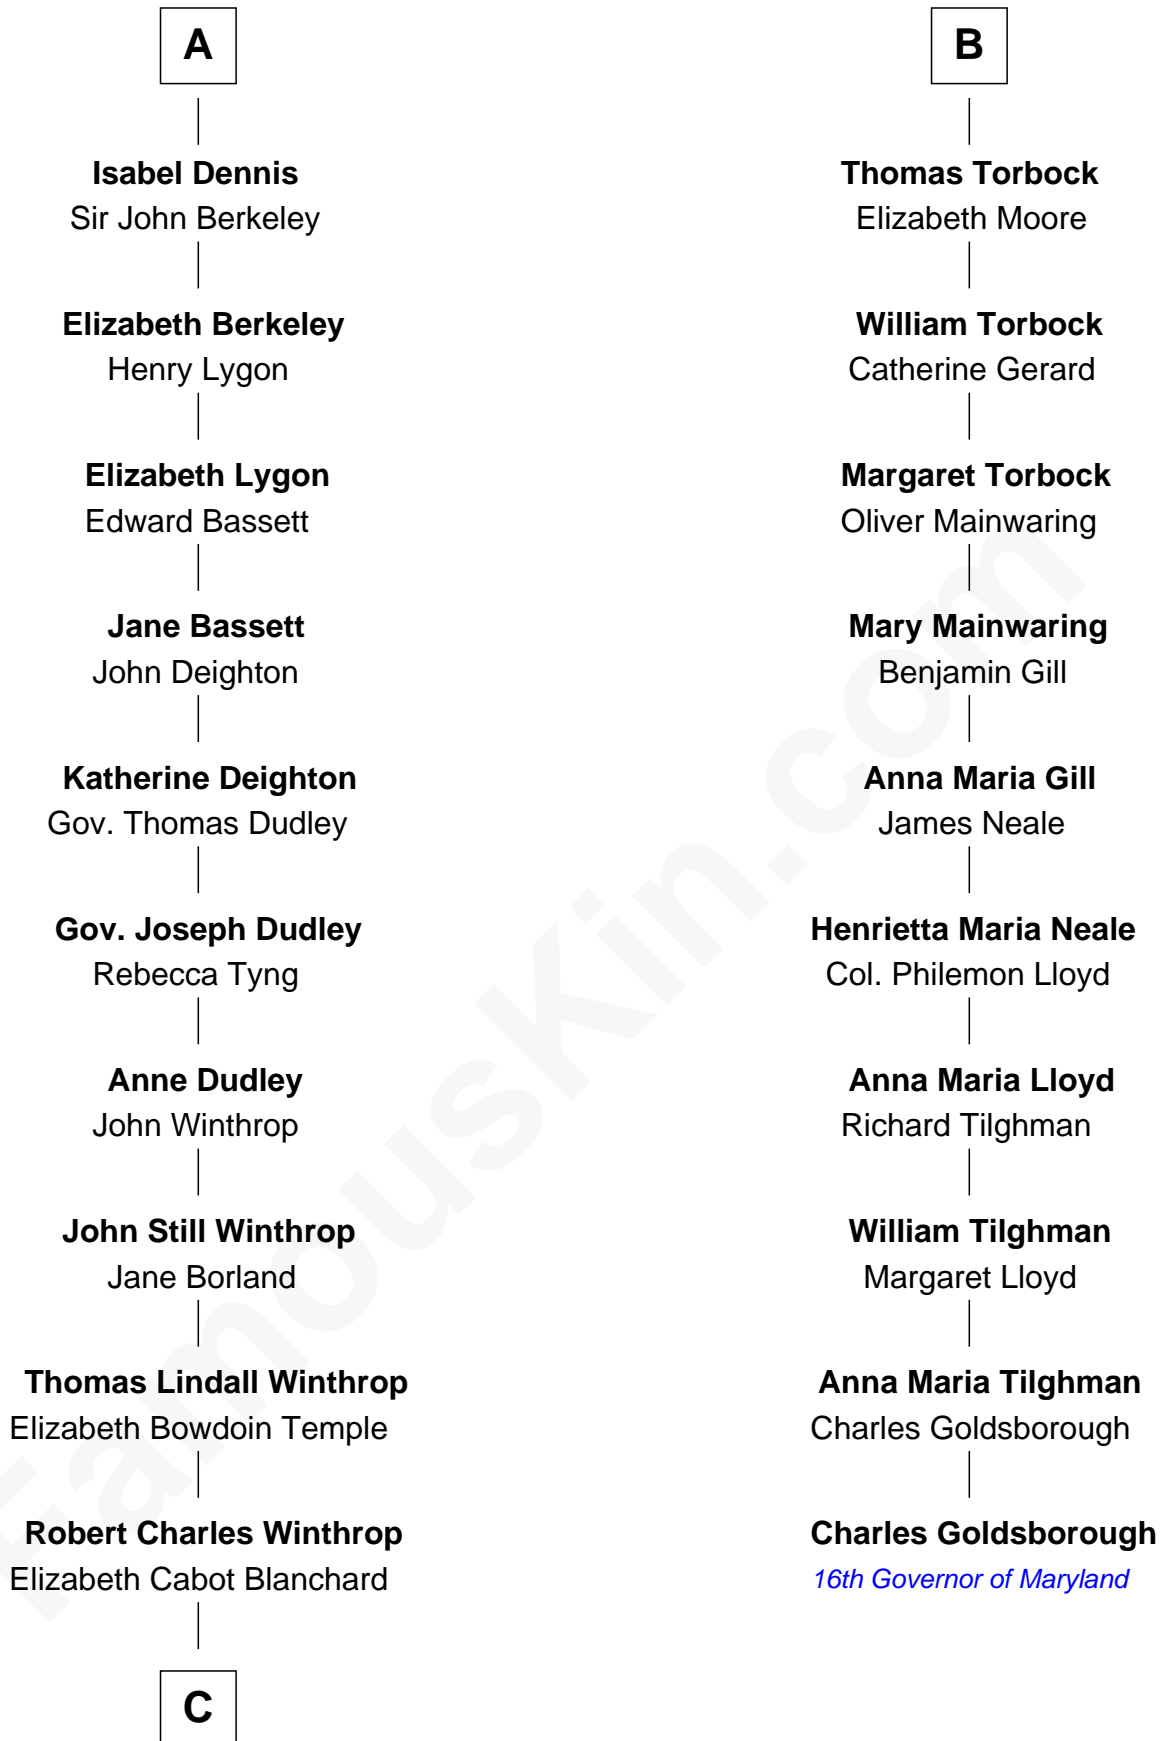 A
Isabel Dennis
Sir John Berkeley
Elizabeth Berkeley
Henry Lygon
Elizabeth Lygon
Edward Bassett
Jane Bassett
John Deighton
Katherine Deighton
Gov. Thomas Dudley
Gov. Joseph Dudley
Rebecca Tyng
Anne Dudley
John Winthrop
John Still Winthrop
Jane Borland
Thomas Lindall Winthrop
Elizabeth Bowdoin Temple
Robert Charles Winthrop
Elizabeth Cabot Blanchard
C
B
Thomas Torbock
Elizabeth Moore
William Torbock
Catherine Gerard
Margaret Torbock
Oliver Mainwaring
Mary Mainwaring
Benjamin Gill
Anna Maria Gill
James Neale
Henrietta Maria Neale
Col. Philemon Lloyd
Anna Maria Lloyd
Richard Tilghman
William Tilghman
Margaret Lloyd
Anna Maria Tilghman
Charles Goldsborough
Charles Goldsborough
16th Governor of Maryland
FamousKin.com